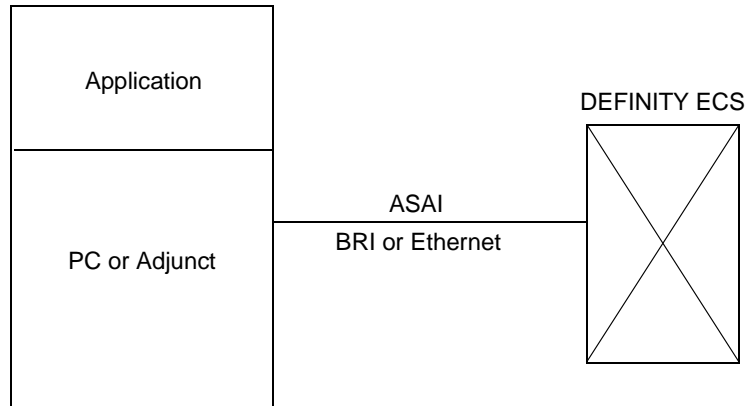 Application
DEFINITY ECS
ASAI
BRI or Ethernet
PC or Adjunct